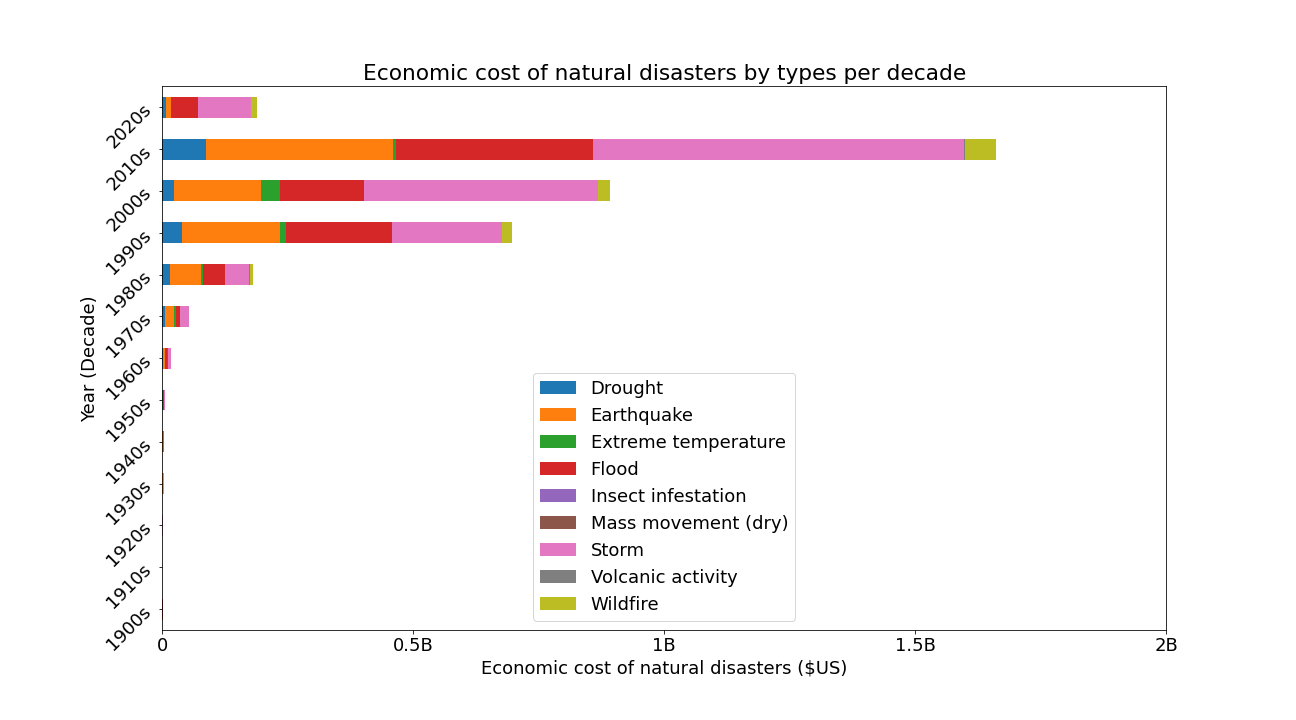 Economic cost of natural disasters by types per decade
2020s
2010s
2000s
1990s
1980s
1970s
1960s
1950s
1940s
1930s
1920s
1910s
1900s
Year (Decade)
Drought
Earthquake
Extreme temperature
Flood
Insect infestation
Mass movement (dry)
Storm
Volcanic activity
Wildfire
0 0.5B 1B 1.5B 2B
Economic cost of natural disasters ($US)